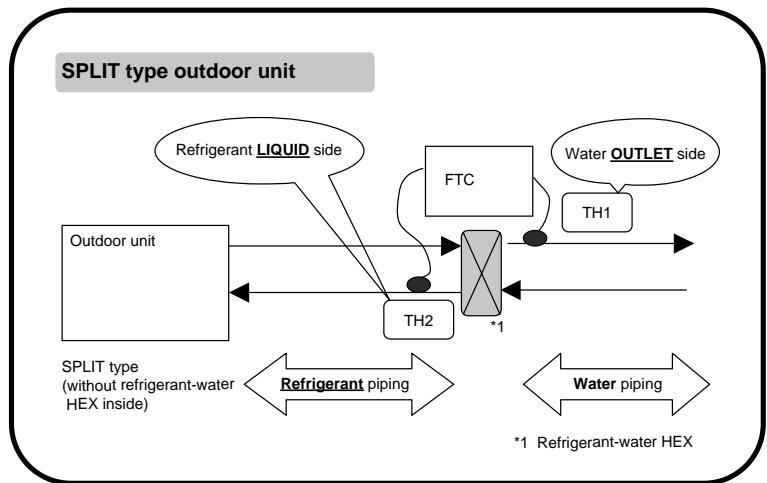 SPLIT type outdoor unit
Refrigerant LIQUID side
FTC
Water OUTLET side
TH1
Outdoor unit
TH2
*1
SPLIT type
(without refrigerant-water
HEX inside)
Refrigerant piping
Water piping
*1 Refrigerant-water HEX